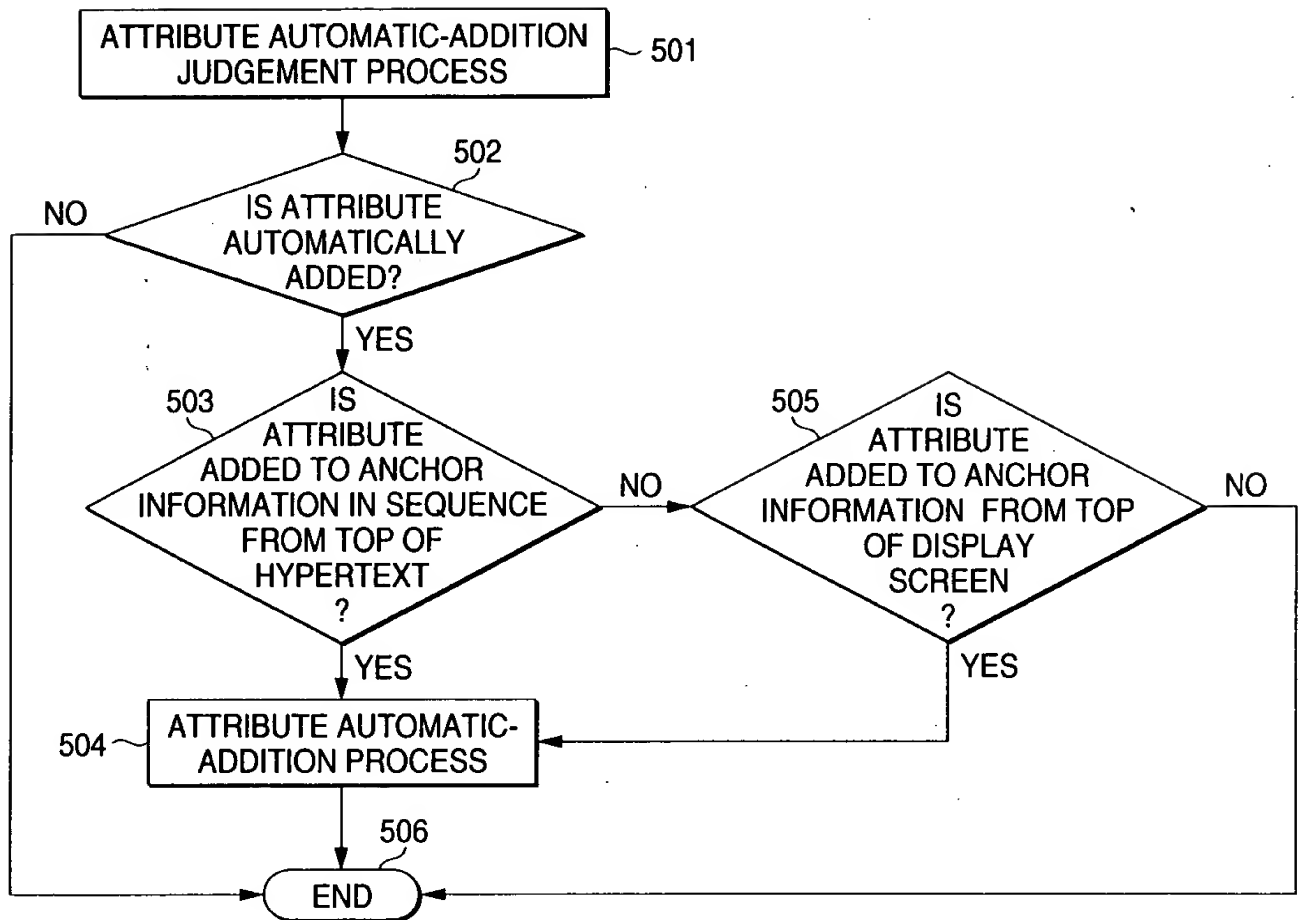 ATTRIBUTE AUTOMATIC-ADDITION
JUDGEMENT PROCESS
501
502
NO
IS ATTRIBUTE
AUTOMATICALLY
ADDED?
YES
503
IS
ATTRIBUTE
ADDED TO ANCHOR
INFORMATION IN SEQUENCE
FROM TOP OF
HYPERTEXT
?
NO
505
IS
ATTRIBUTE
ADDED TO ANCHOR
INFORMATION FROM TOP
OF DISPLAY
SCREEN
?
NO
YES
YES
504
ATTRIBUTE AUTOMATIC-
ADDITION PROCESS
506
END